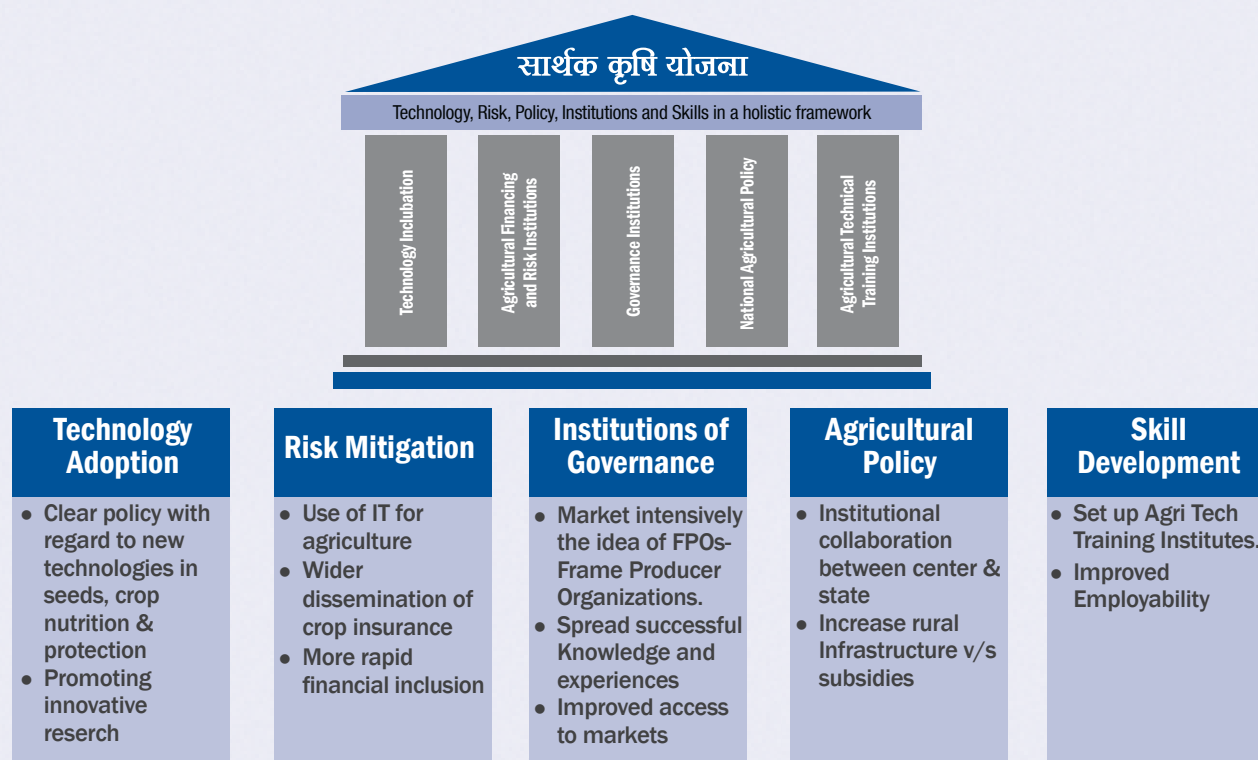 सार्थक कृषि योजना
Technology, Risk, Policy, Institutions and Skills in a holistic framework
Technology Inclubation
Agricultural Financing
and Risk Institutions
Governance Institutions
National Agricultural Policy
Agricultural Technical
Training Institutions
Technology
Adoption
● Clear policy with
regard to new
technologies in
seeds, crop
nutrition &
protection
● Promoting
innovative
reserch
Risk Mitigation
● Use of IT for
agriculture
● Wider
dissemination of
crop insurance
● More rapid
financial inclusion
Institutions of
Governance
● Market intensively
the idea of FPOs-
Frame Producer
Organizations.
● Spread successful
Knowledge and
experiences
● Improved access
to markets
Agricultural
Policy
● Institutional
collaboration
between center &
state
● Increase rural
Infrastructure v/s
subsidies
Skill
Development
● Set up Agri Tech
Training Institutes.
● Improved
Employability